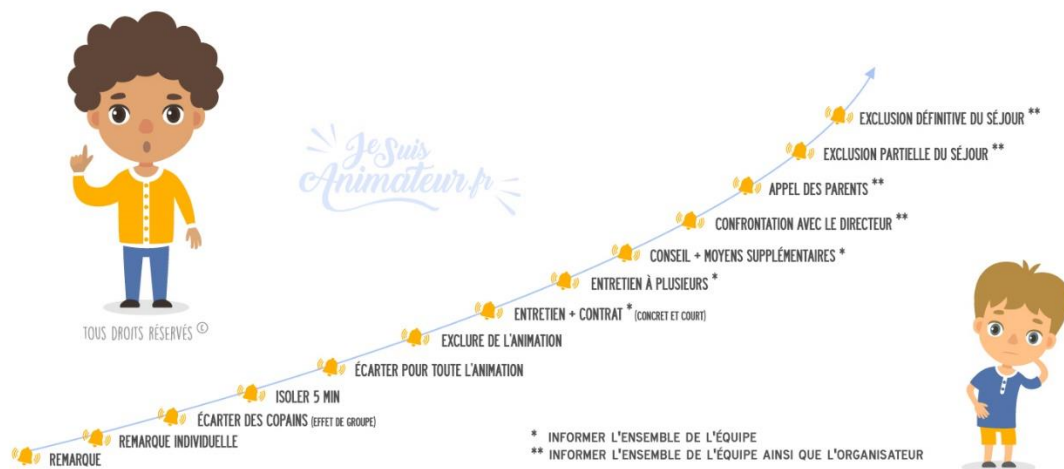 Je Suis
Animateur.fr
EXCLUSION DÉFINITIVE DU SÉJOUR **
EXCLUSION PARTIELLE DU SÉJOUR **
APPEL DES PARENTS **
CONFRONTATION AVEC LE DIRECTEUR **
CONSEIL + MOYENS SUPPLÉMENTAIRES *
ENTRETIEN À PLUSIEURS *
ENTRETIEN + CONTRAT * (CONCRET ET COURT)
EXCLURE DE L'ANIMATION
ÉCARTER POUR TOUTE L'ANIMATION
ISOLER 5 MIN
ÉCARTER DES COPAINS (EFFET DE GROUPE)
REMARQUE INDIVIDUELLE
REMARQUE
TOUS DROITS RÉSERVÉS ©
* INFORMER L'ENSEMBLE DE L'ÉQUIPE
** INFORMER L'ENSEMBLE DE L'ÉQUIPE AINSI QUE L'ORGANISATEUR